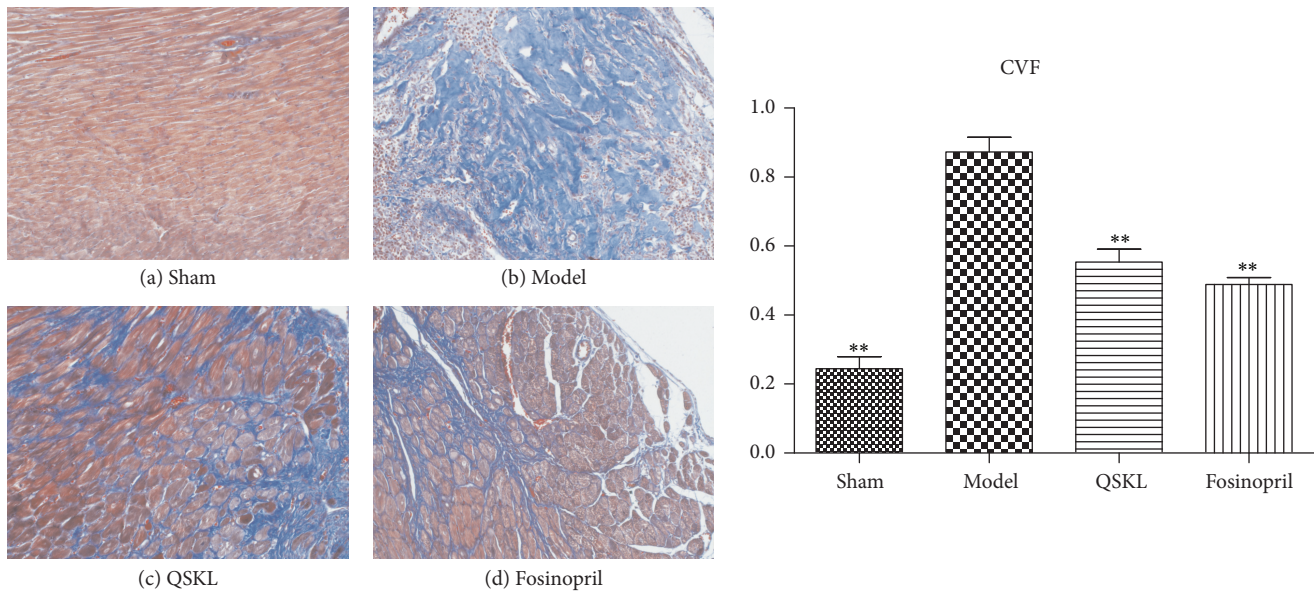 (a) Sham
(b) Model
(c) QSKL
(d) Fosinopril
CVF
1.0
0.8
0.6
0.4
0.2
0.0
**
**
**
Sham
Model
QSKL
Fosinopril